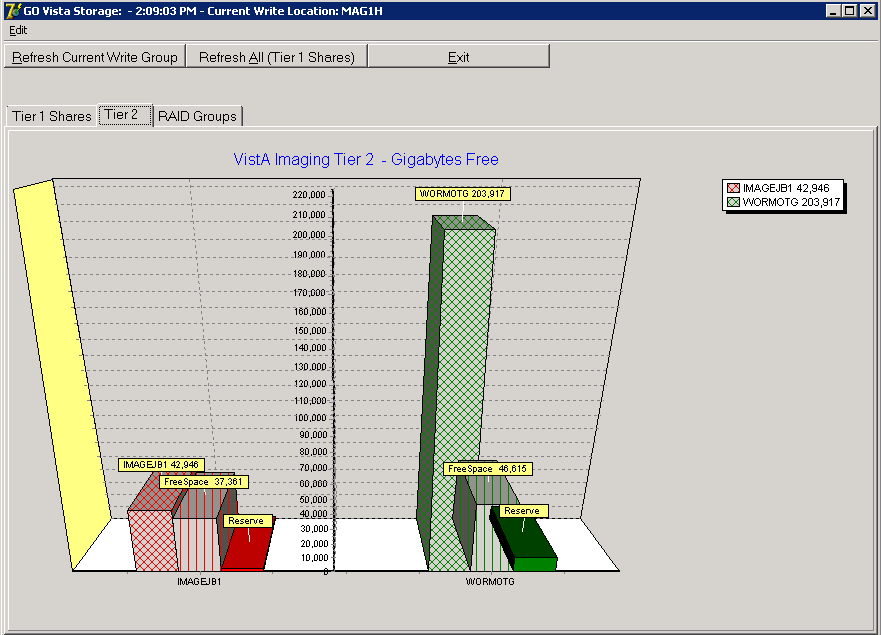 GO Vista Storage: - 2:09:03 PM - Current Write Location: MAG1H
Edit
Refresh Current Write Group
Refresh All (Tier 1 Shares)
Exit
Tier 1 Shares
Tier 2
RAID Groups
VistA Imaging Tier 2 - Gigabytes Free
IMAGEJB1 42,946
WORMOTG 203,917
220,000
210,000
200,000
190,000
180,000
170,000
160,000
150,000
140,000
130,000
120,000
110,000
100,000
90,000
80,000
70,000
60,000
50,000
40,000
30,000
20,000
10,000
0
WORMOTG 203,917
IMAGEJB1 42,946
FreeSpace 37,361
Reserve
FreeSpace 46,615
Reserve
IMAGEJB1
WORMOTG